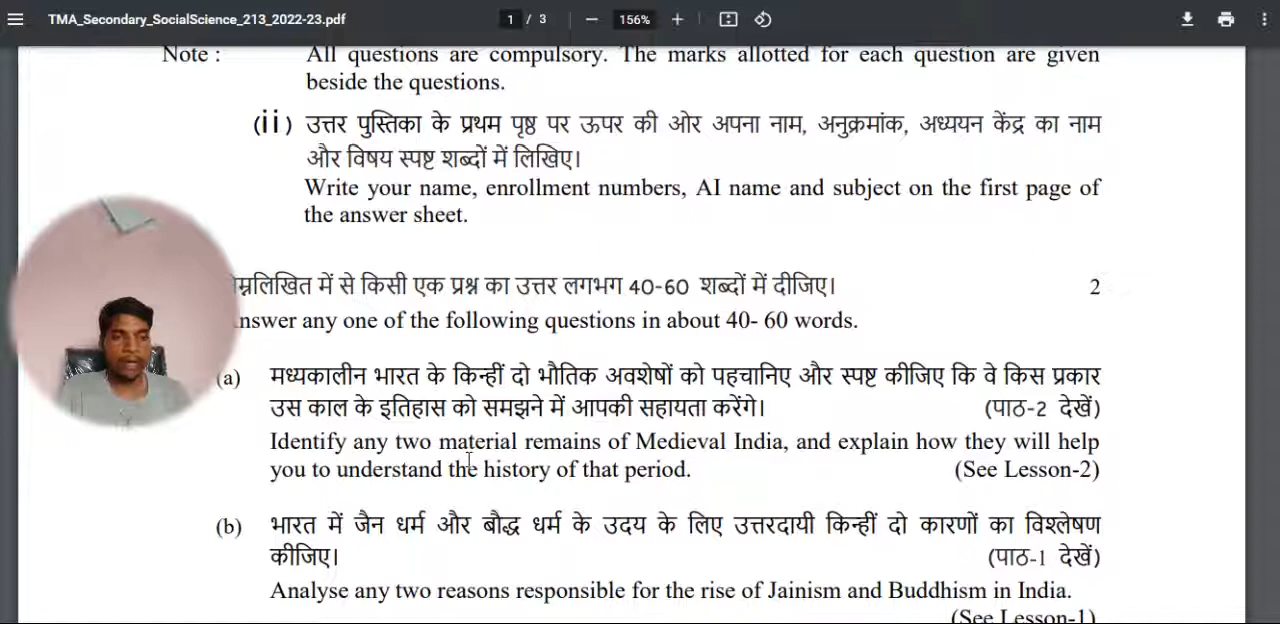 TMA_Secondary_SocialScience_213_2022-23.pdf
1 / 3
156%
Note : All questions are compulsory. The marks allotted for each question are given
beside the questions.
(ii) उत्तर पुस्तिका के प्रथम पृष्ठ पर ऊपर की ओर अपना नाम, अनुक्रमांक, अध्ययन केंद्र का नाम
और विषय स्पष्ट शब्दों में लिखिए।
Write your name, enrollment numbers, AI name and subject on the first page of
the answer sheet.
में से किसी एक प्रश्न का उत्तर लगभग 40-60 शब्दों में दीजिए। 2
any one of the following questions in about 40- 60 words.
(a) मध्यकालीन भारत के किन्हीं दो भौतिक अवशेषों को पहचानिए और स्पष्ट कीजिए कि वे किस प्रकार
उस काल के इतिहास को समझने में आपकी सहायता करेंगे। (पाठ-2 देखें)
Identify any two material remains of Medieval India, and explain how they will help
you to understand the history of that period. (See Lesson-2)
(b) भारत में जैन धर्म और बौद्ध धर्म के उदय के लिए उत्तरदायी किन्हीं दो कारणों का विश्लेषण
कीजिए। (पाठ-1 देखें)
Analyse any two reasons responsible for the rise of Jainism and Buddhism in India.
(See Lesson-1)